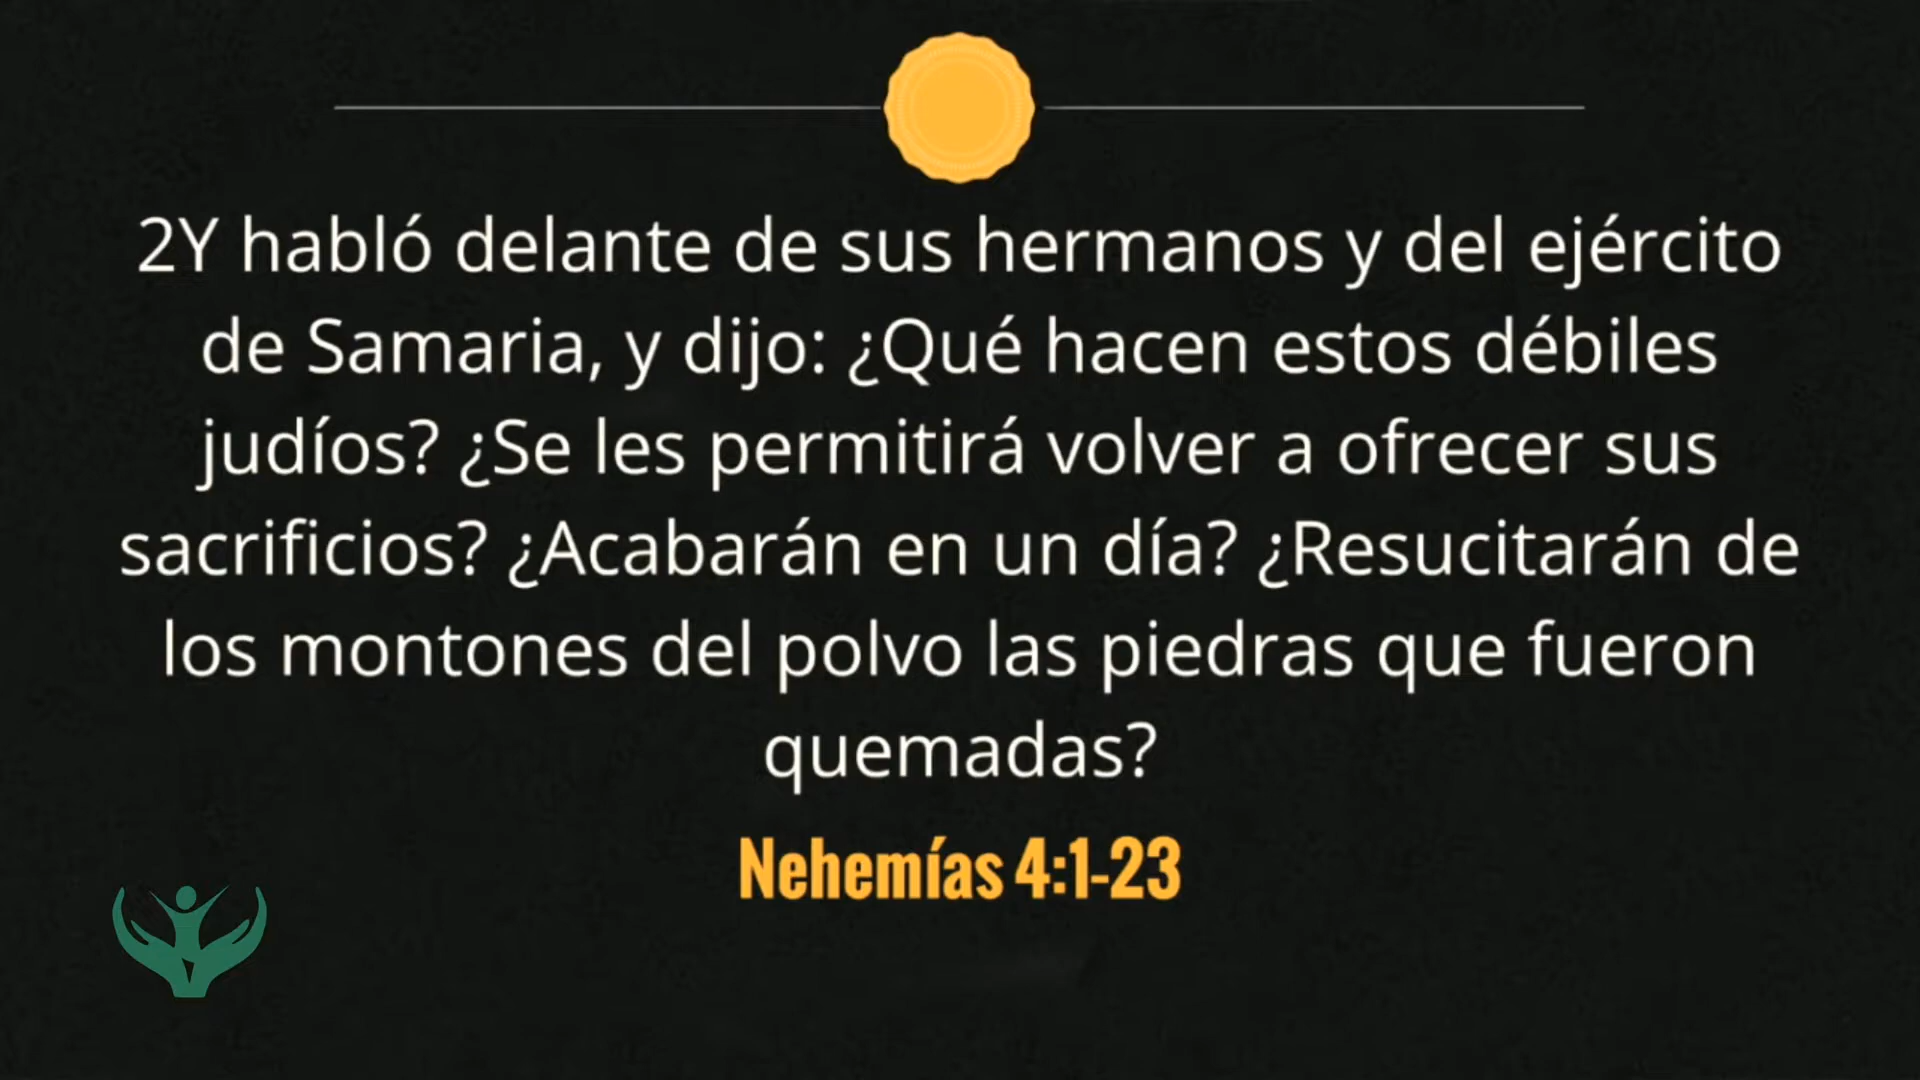 2Y habló delante de sus hermanos y del ejército
de Samaria, y dijo: ¿Qué hacen estos débiles
judíos? ¿Se les permitirá volver a ofrecer sus
sacrificios? ¿Acabarán en un día? ¿Resucitarán de
los montones del polvo las piedras que fueron
quemadas?
Nehemías 4:1-23